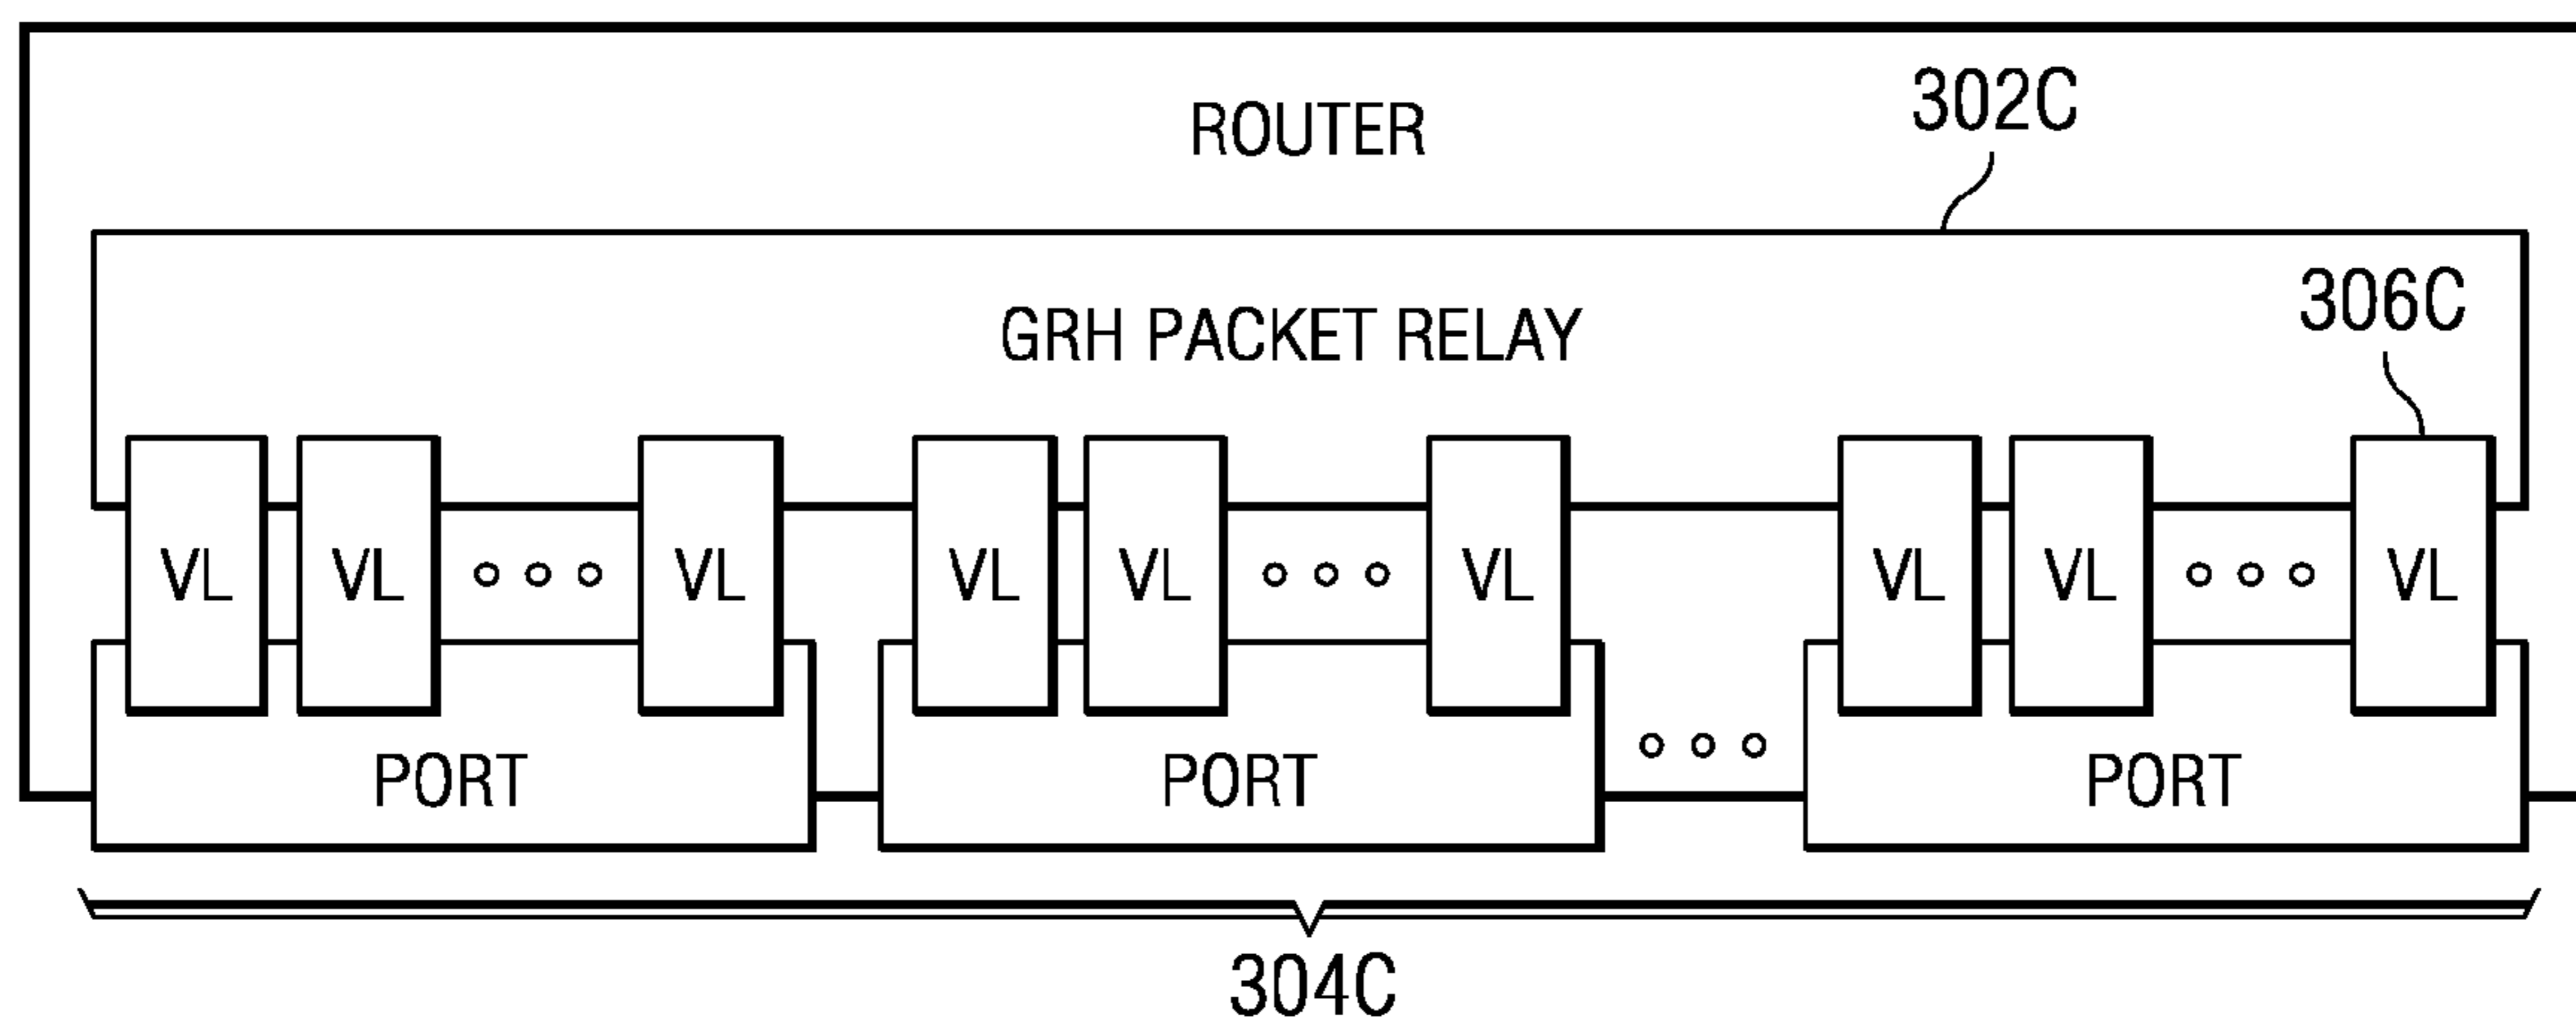 ROUTER
302C
GRH PACKET RELAY
306C
VL VL VL VL VL VL VL VL VL
PORT PORT PORT
304C